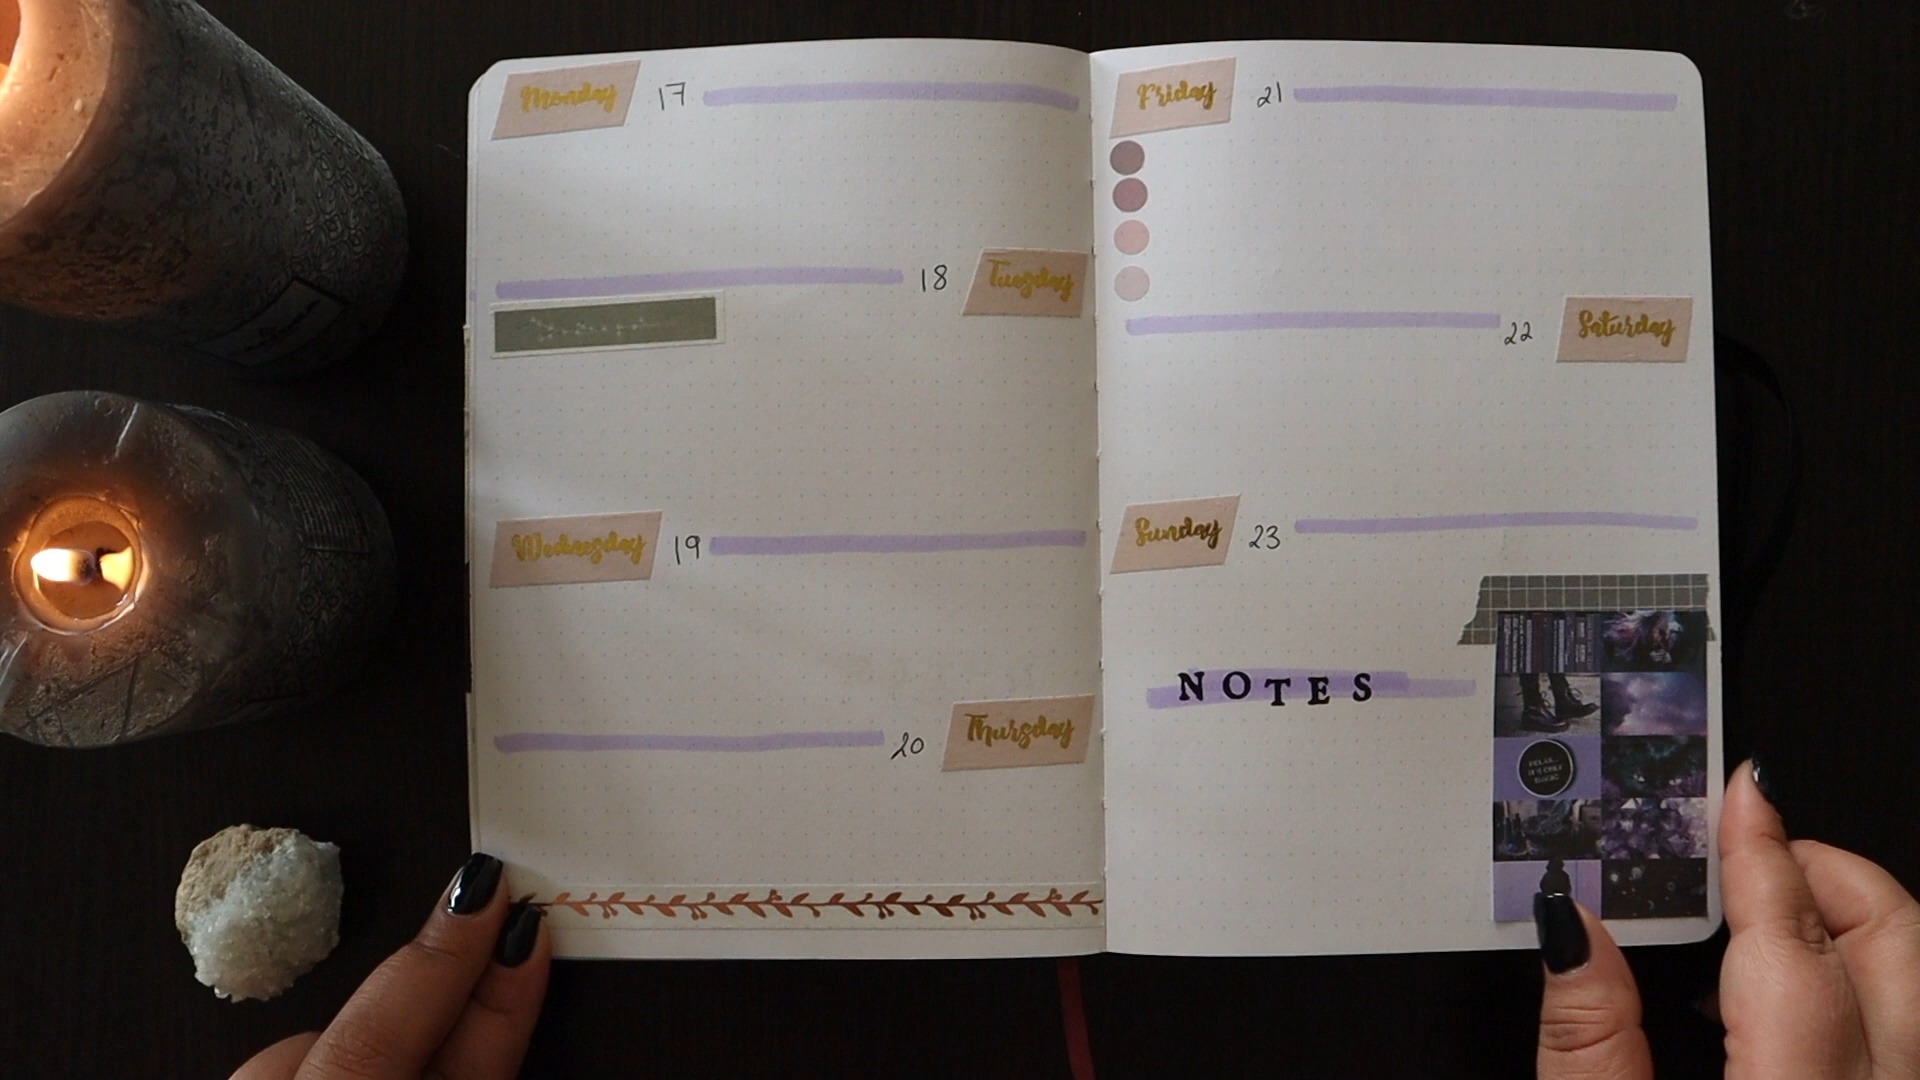 Monday 17
18 Tuesday
Wednesday 19
20 Thursday
Friday 21
22 Saturday
Sunday 23
NOTES